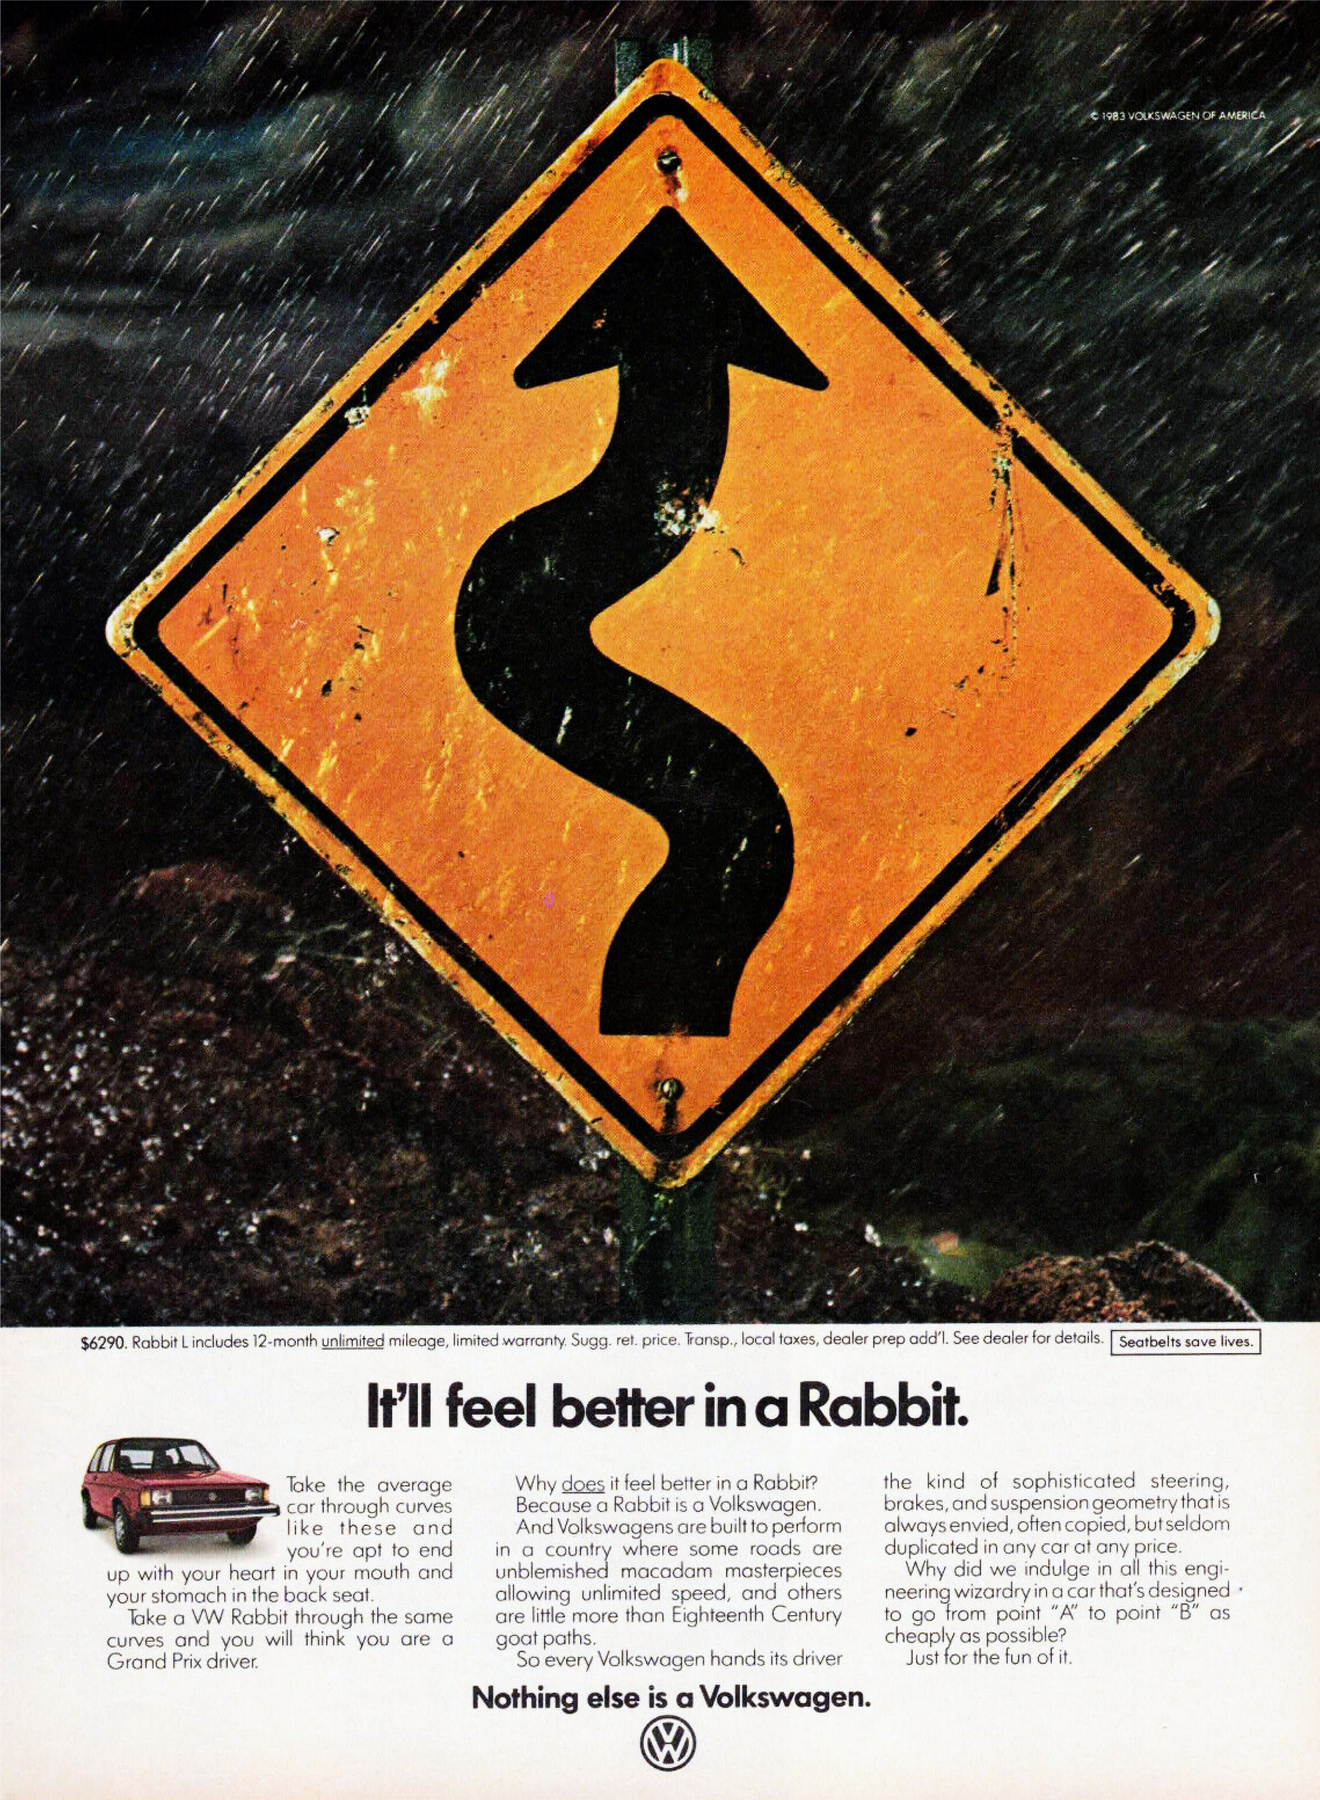 © 1983 VOLKSWAGEN OF AMERICA
$6290. Rabbit L includes 12-month unlimited mileage, limited warranty. Sugg. ret. price. Transp., local taxes, dealer prep add'l. See dealer for details. Seatbelts save lives.
It'll feel better in a Rabbit.
Take the average
car through curves
like these and
you're apt to end
up with your heart in your mouth and
your stomach in the back seat.
Take a VW Rabbit through the same
curves and you will think you are a
Grand Prix driver.
Why does it feel better in a Rabbit?
Because a Rabbit is a Volkswagen.
And Volkswagens are built to perform
in a country where some roads are
unblemished macadam masterpieces
allowing unlimited speed, and others
are little more than Eighteenth Century
goat paths.
So every Volkswagen hands its driver
the kind of sophisticated steering,
brakes, and suspension geometry that is
always envied, often copied, but seldom
duplicated in any car at any price.
Why did we indulge in all this engi-
neering wizardry in a car that's designed
to go from point "A" to point "B" as
cheaply as possible?
Just for the fun of it.
Nothing else is a Volkswagen.
VW